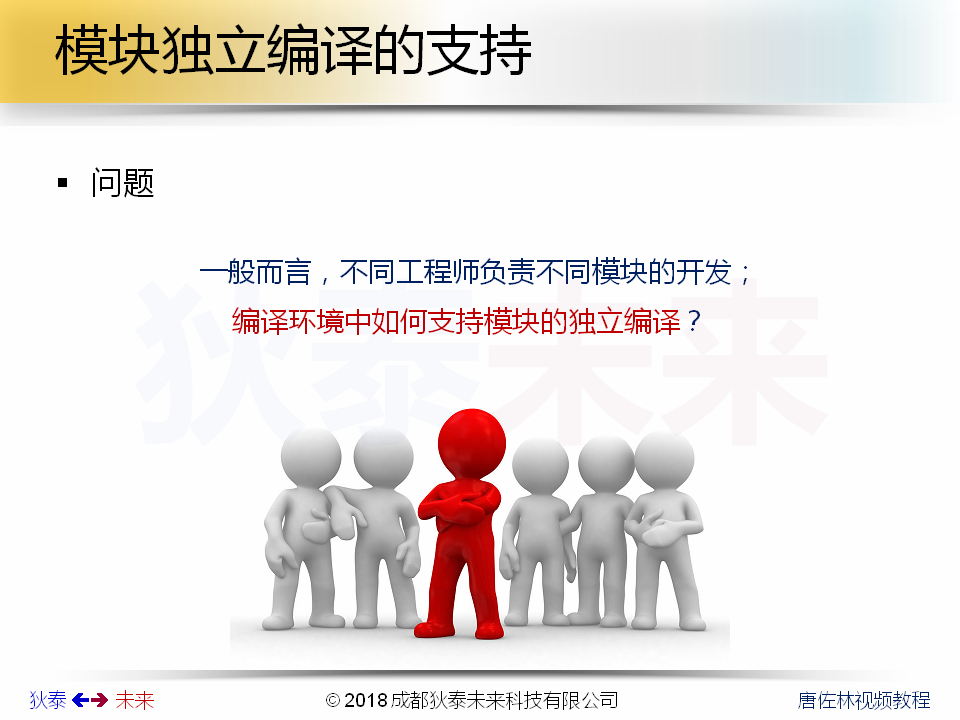 模块独立编译的支持
▪ 问题
一般而言，不同工程师负责不同模块的开发；
编译环境中如何支持模块的独立编译？
狄泰未来
狄泰 未来
© 2018 成都狄泰未来科技有限公司
唐佐林视频教程